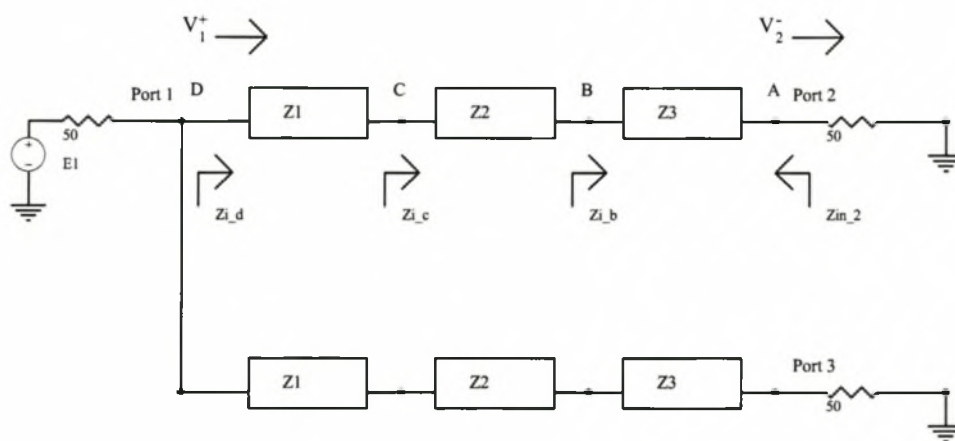 V1+
V2-
Port 1
D
Z1
C
Z2
B
Z3
A
Port 2
50
E1
+
−
50
Zi_d
Zi_c
Zi_b
Zin_2
Z1
Z2
Z3
Port 3
50